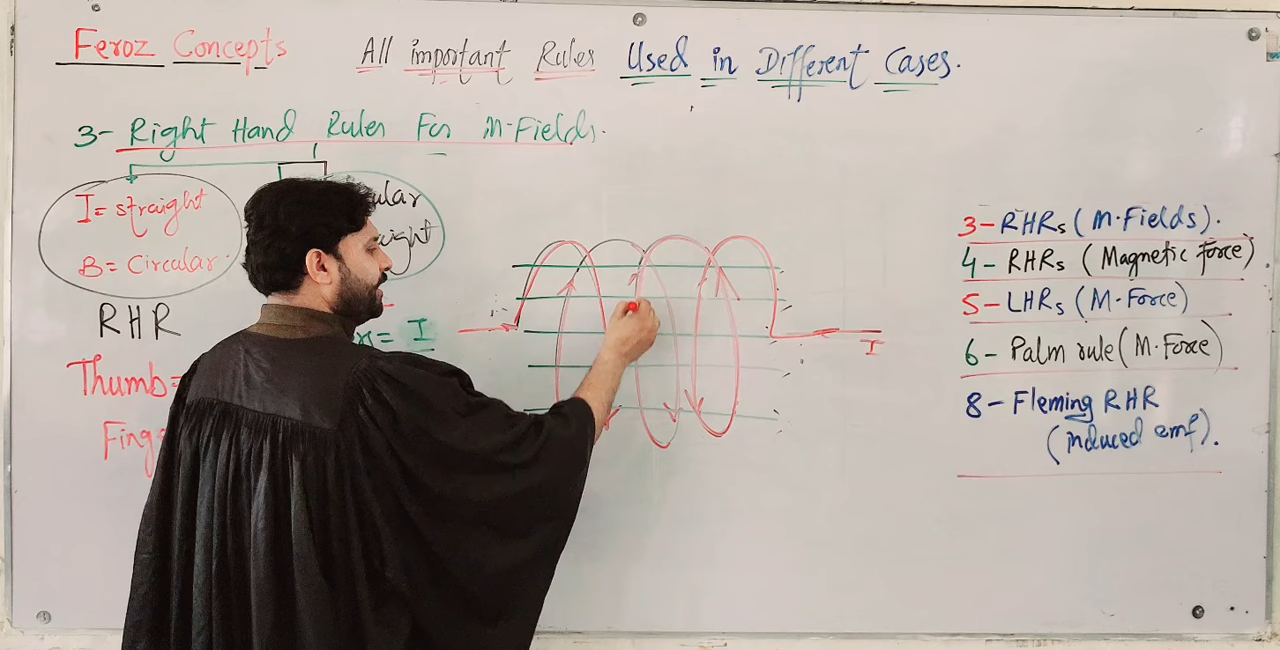 Feroz Concepts
All important Rules Used in Different Cases.
3- Right Hand Rules For M-Fields.
I = straight
B = Circular.
RHR
Thumb =
= I
I
3- RHRs (M.Fields).
4- RHRs (Magnetic force)
5- LHRs (M-Force)
6- Palm rule (M.Force)
8- Fleming RHR
(induced emf).